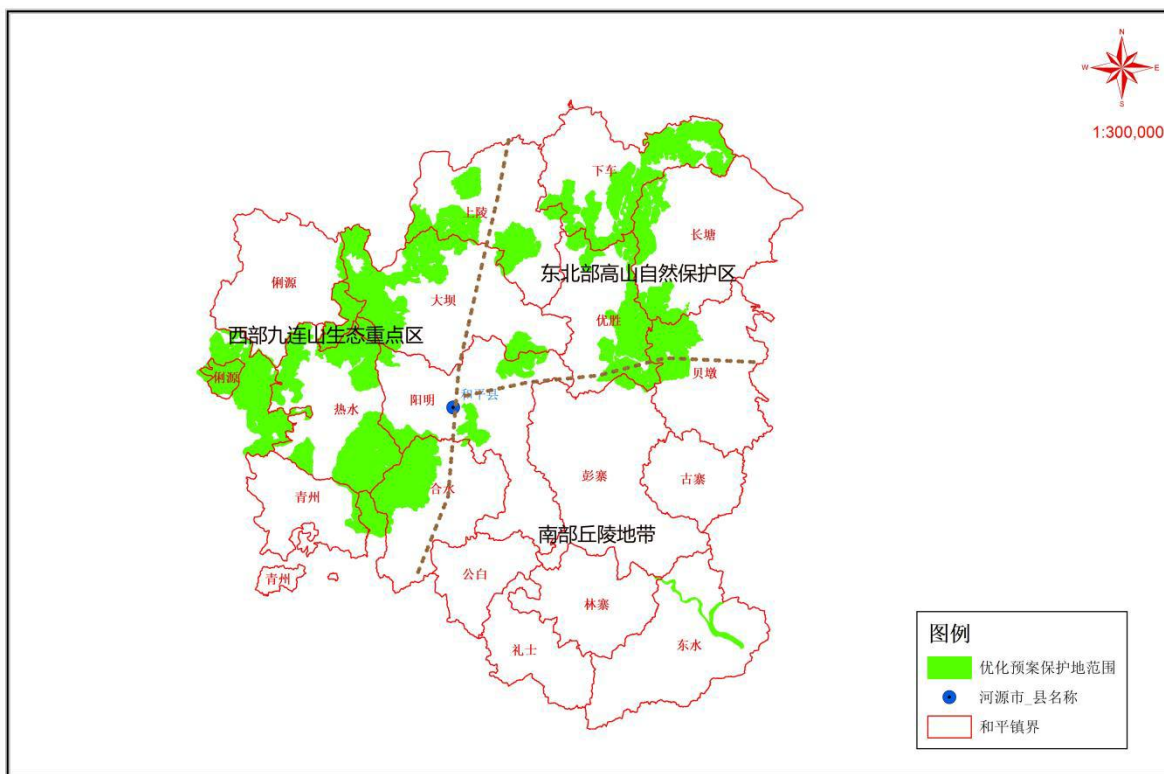 N
W
E
S
1:300,000
下车
上陵
长塘
东北部高山自然保护区
俐源
大坝
优胜
西部九连山生态重点区
俐源
贝墩
和平县
阳明
热水
彭寨
古寨
合水
青州
南部丘陵地带
公白
青州
林寨
东水
礼士
图例
优化预案保护地范围
河源市_县名称
和平镇界